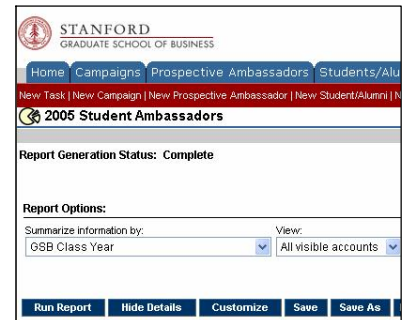 STANFORD
GRADUATE SCHOOL OF BUSINESS
Home Campaigns Prospective Ambassadors Students/Alu
New Task | New Campaign | New Prospective Ambassador | New Student/Alumni | N
2005 Student Ambassadors
Report Generation Status: Complete
Report Options:
Summarize information by: View:
GSB Class Year All visible accounts
Run Report Hide Details Customize Save Save As